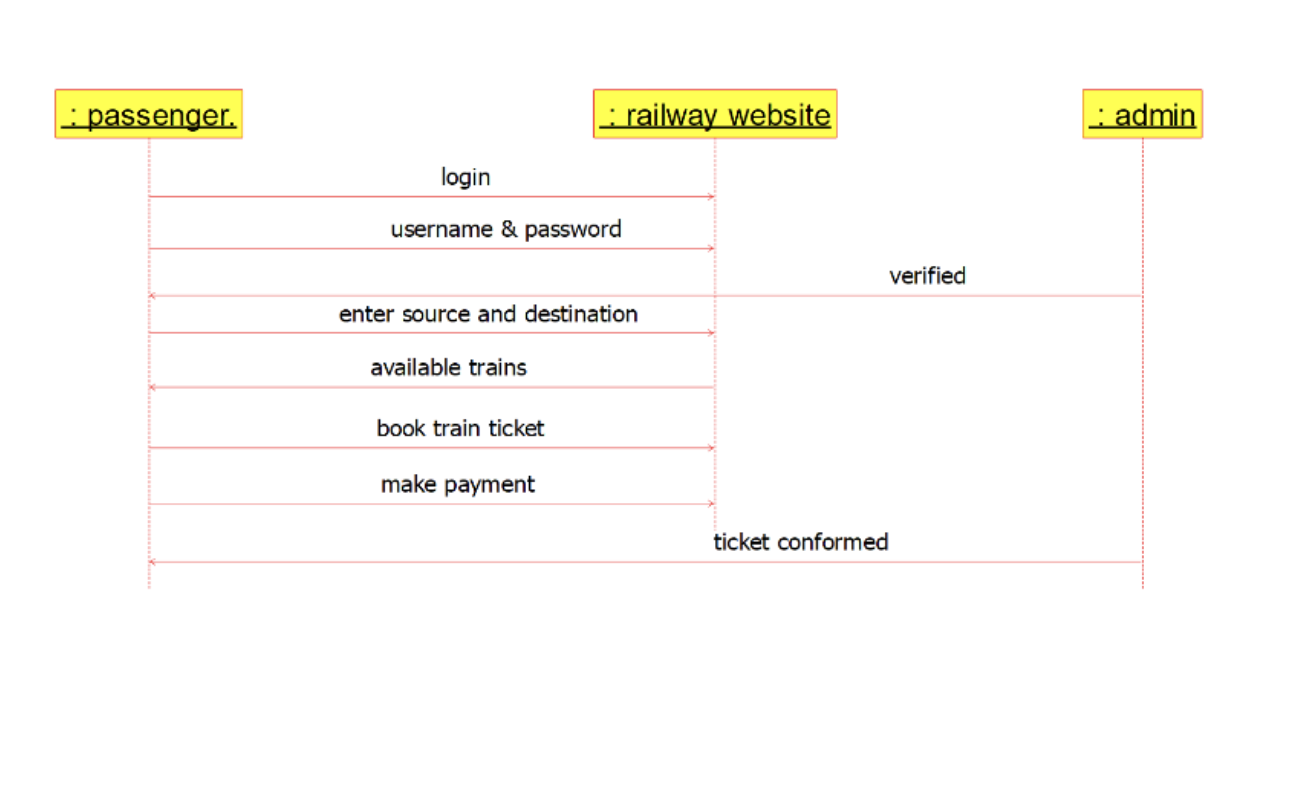 : passenger.
: railway website
: admin
login
username & password
verified
enter source and destination
available trains
book train ticket
make payment
ticket conformed